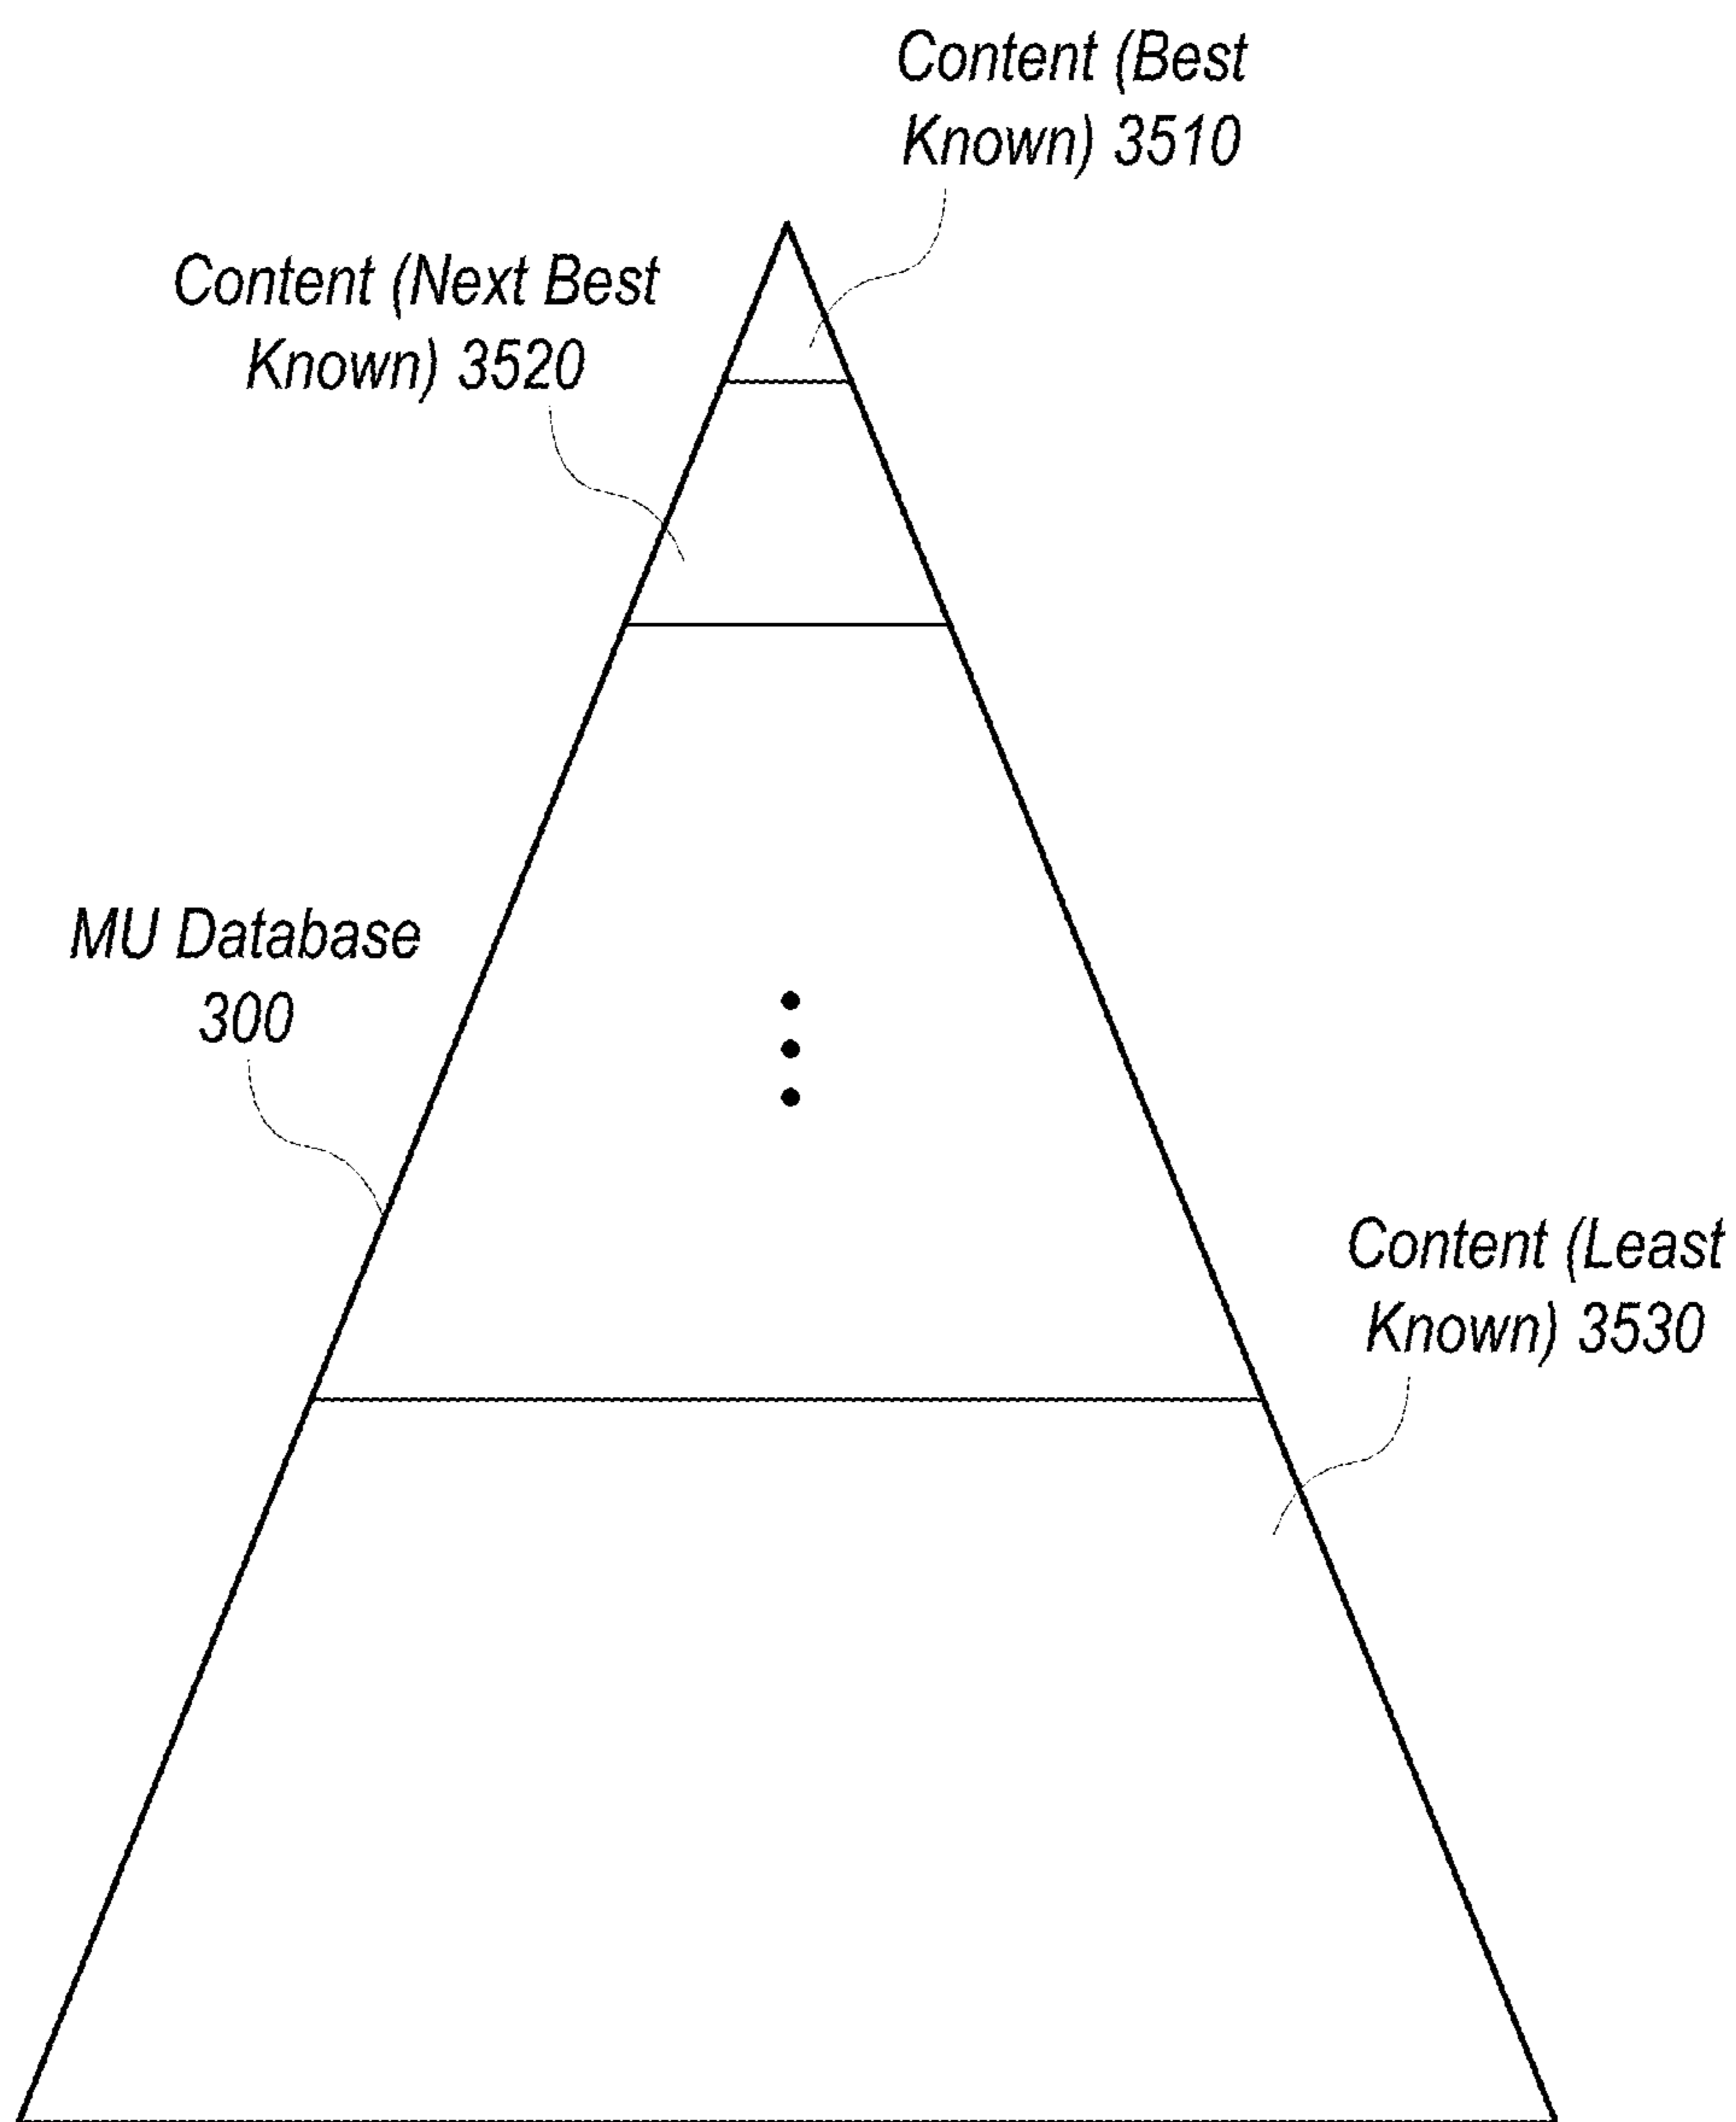 Content (Best
Known) 3510
Content (Next Best
Known) 3520
MU Database
300
Content (Least
Known) 3530